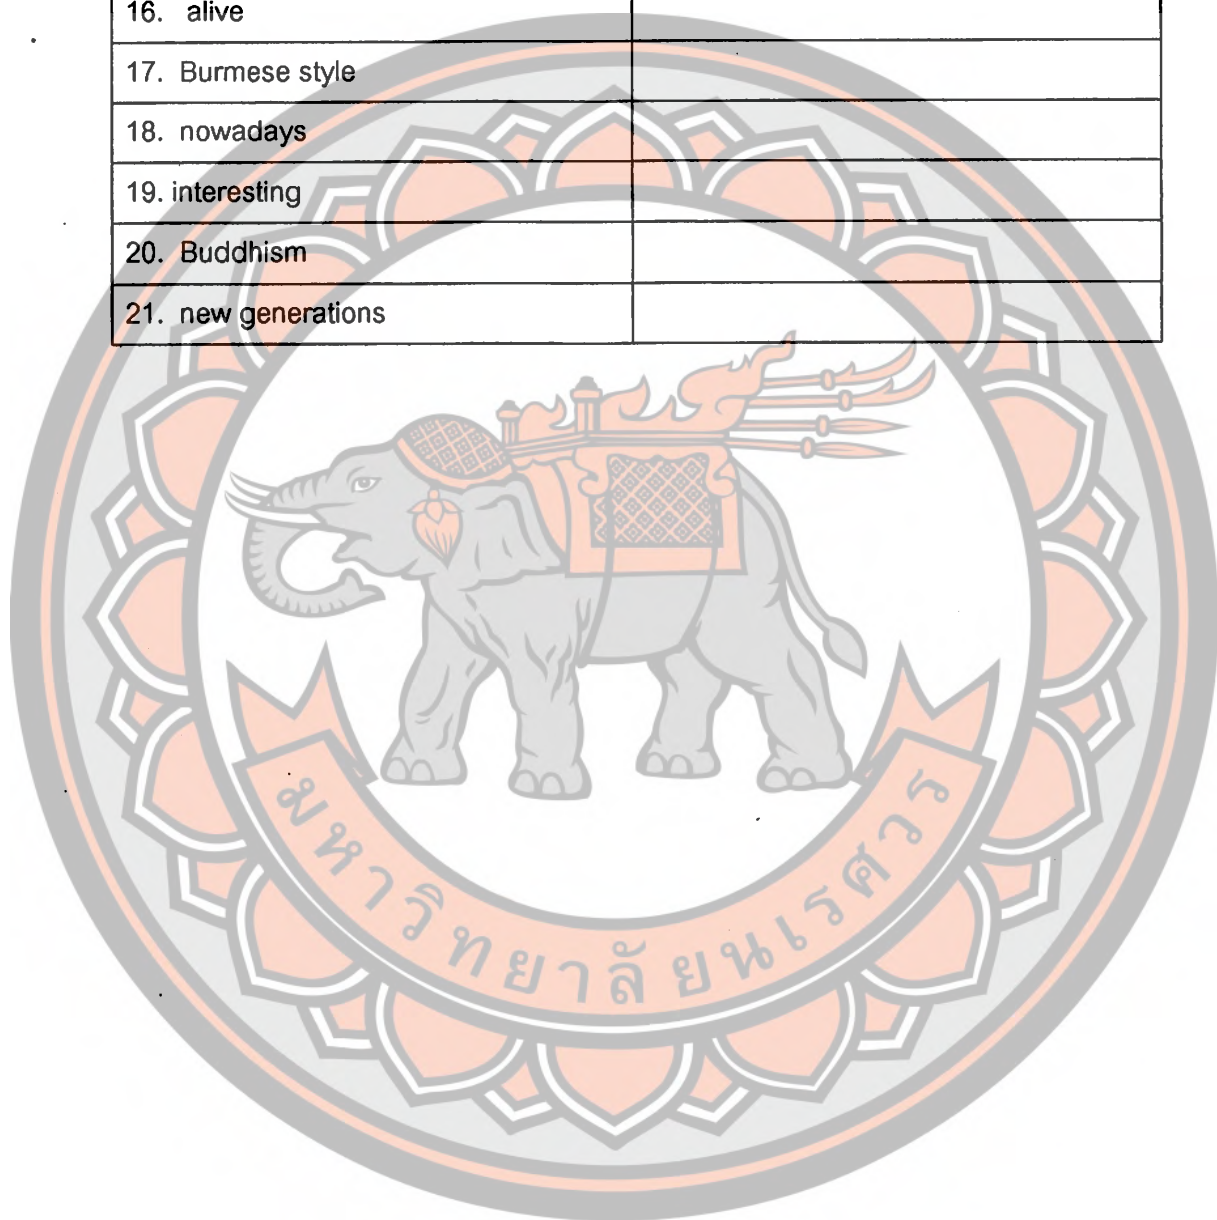 16. alive
17. Burmese style
18. nowadays
19. interesting
20. Buddhism
21. new generations
มหาวิทยาลัยนเรศวร